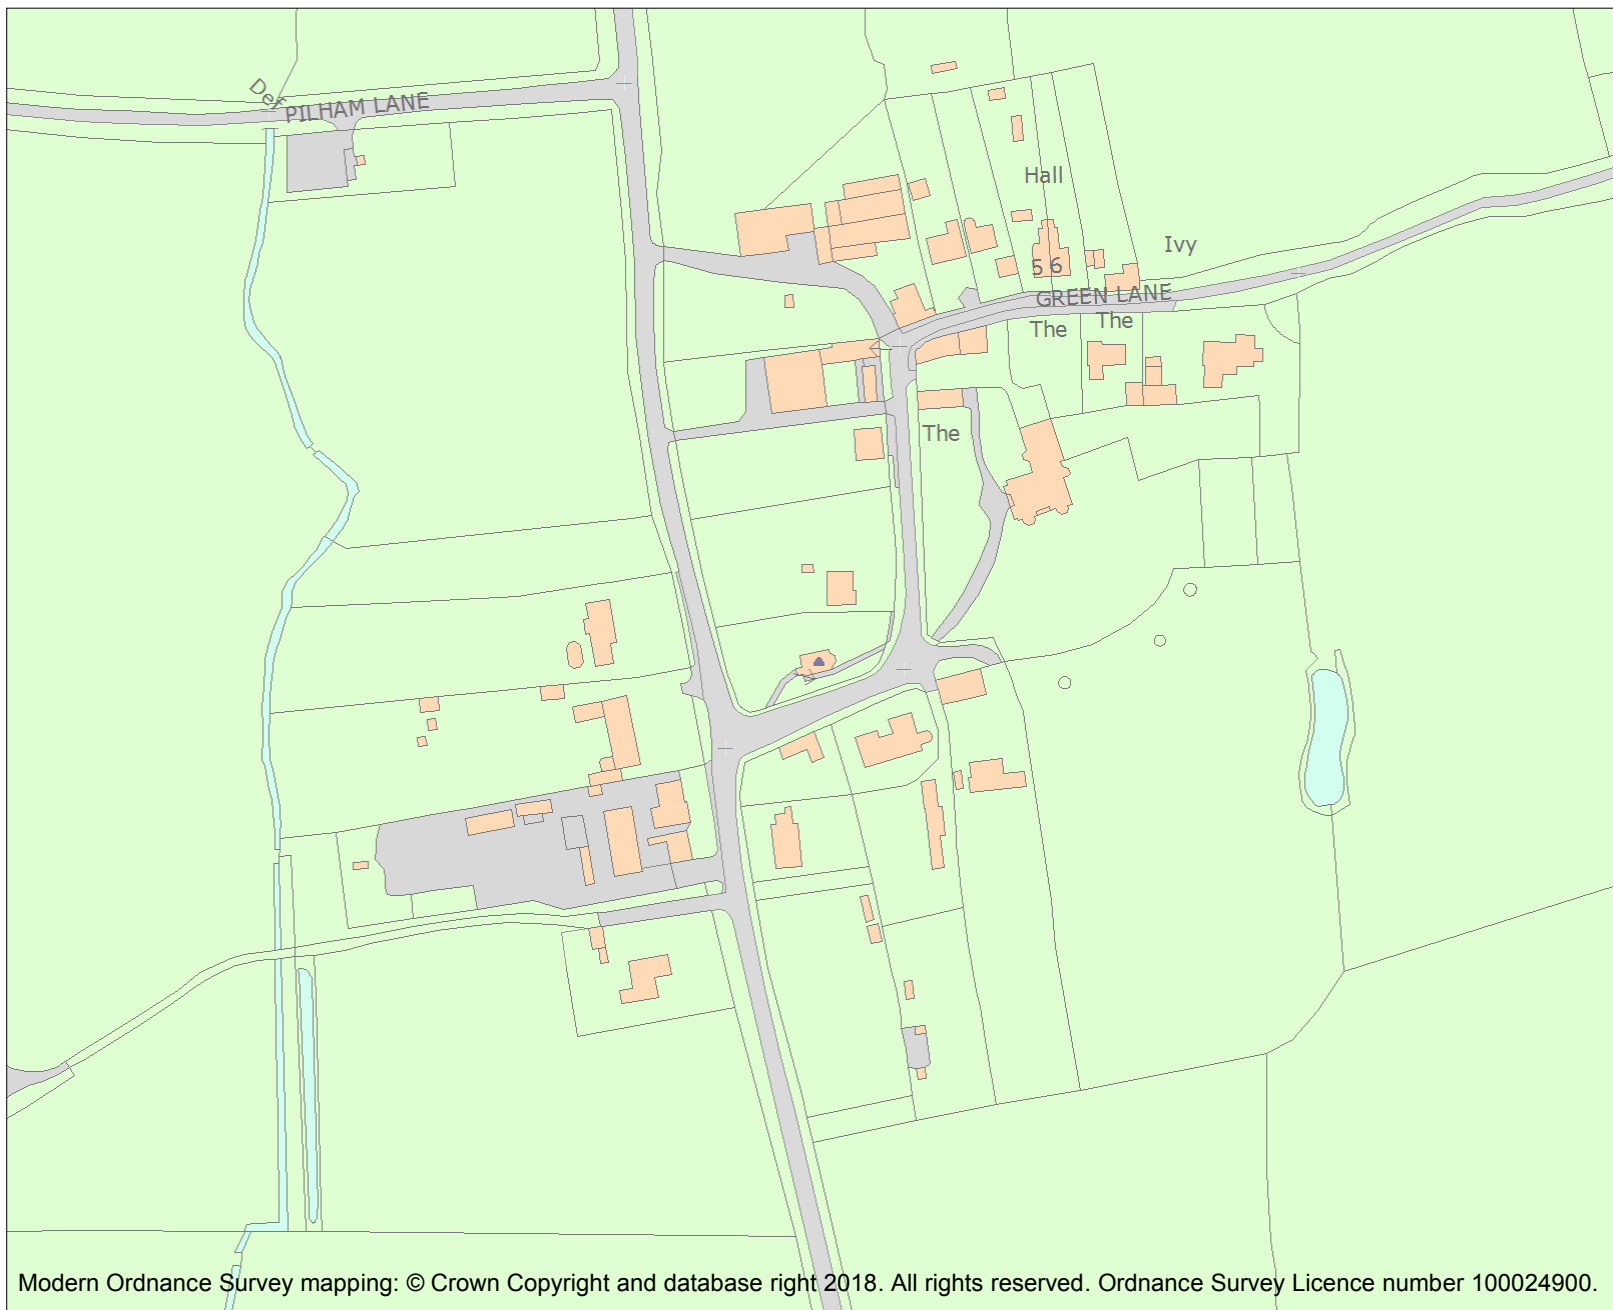 Def
PILHAM LANE
Hall
Ivy
5 6
GREEN LANE
The
The
The
Modern Ordnance Survey mapping: © Crown Copyright and database right 2018. All rights reserved. Ordnance Survey Licence number 100024900.